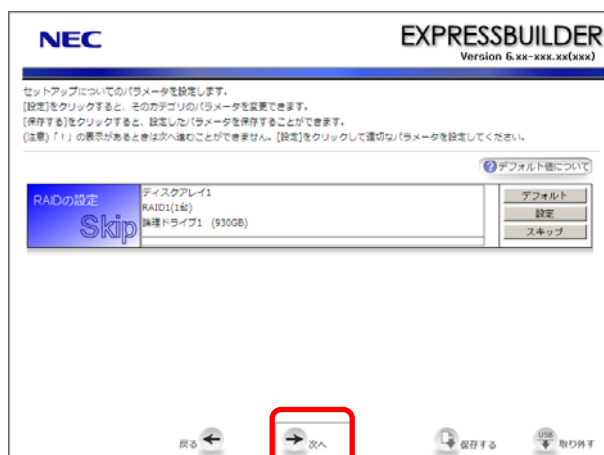 NEC
EXPRESSBUILDER
Version 6.xx-xxx.xx(xxx)
セットアップについてのパラメータを設定します。
[設定]をクリックすると、そのカテゴリのパラメータを変更できます。
[保存する]をクリックすると、設定したパラメータを保存することができます。
(注意)「！」の表示があるときは次へ進むことができません。[設定]をクリックして適切なパラメータを設定してください。
?デフォルト値について
RAIDの設定
Skip
ディスクアレイ1
RAID1(1台)
論理ドライブ1 (930GB)
デフォルト
設定
スキップ
戻る
次へ
保存する
USB
取り外す